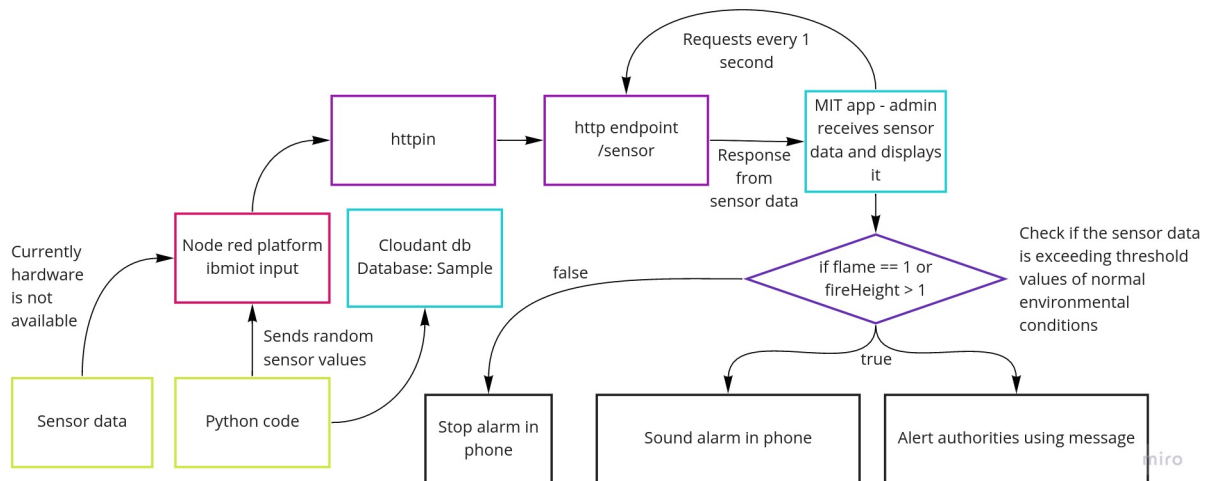 Requests every 1
second
httpin
http endpoint
/sensor
MIT app - admin
receives sensor
data and displays
it
Response
from
sensor data
Currently
hardware
is not
available
Node red platform
ibmiot input
Cloudant db
Database: Sample
Sends random
sensor values
false
if flame == 1 or
fireHeight > 1
Check if the sensor data
is exceeding threshold
values of normal
environmental
conditions
true
Sensor data
Python code
Stop alarm in
phone
Sound alarm in phone
Alert authorities using message
miro